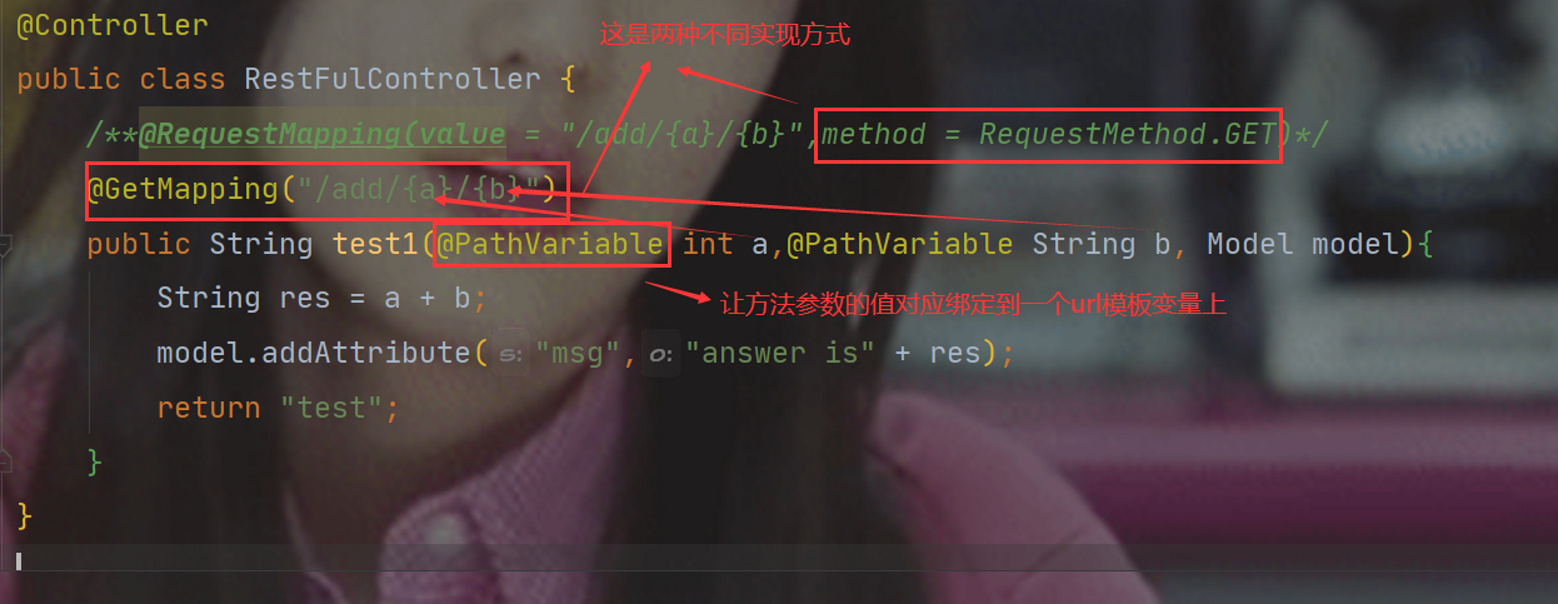 @Controller
这是两种不同实现方式
public class RestFulController {
/**@RequestMapping(value = "/add/{a}/{b}",method = RequestMethod.GET)*/
@GetMapping("/add/{a}/{b}")
public String test1(@PathVariable int a,@PathVariable String b, Model model){
String res = a + b;
让方法参数的值对应绑定到一个url模板变量上
model.addAttribute( s: "msg", o: "answer is" + res);
return "test";
}
}